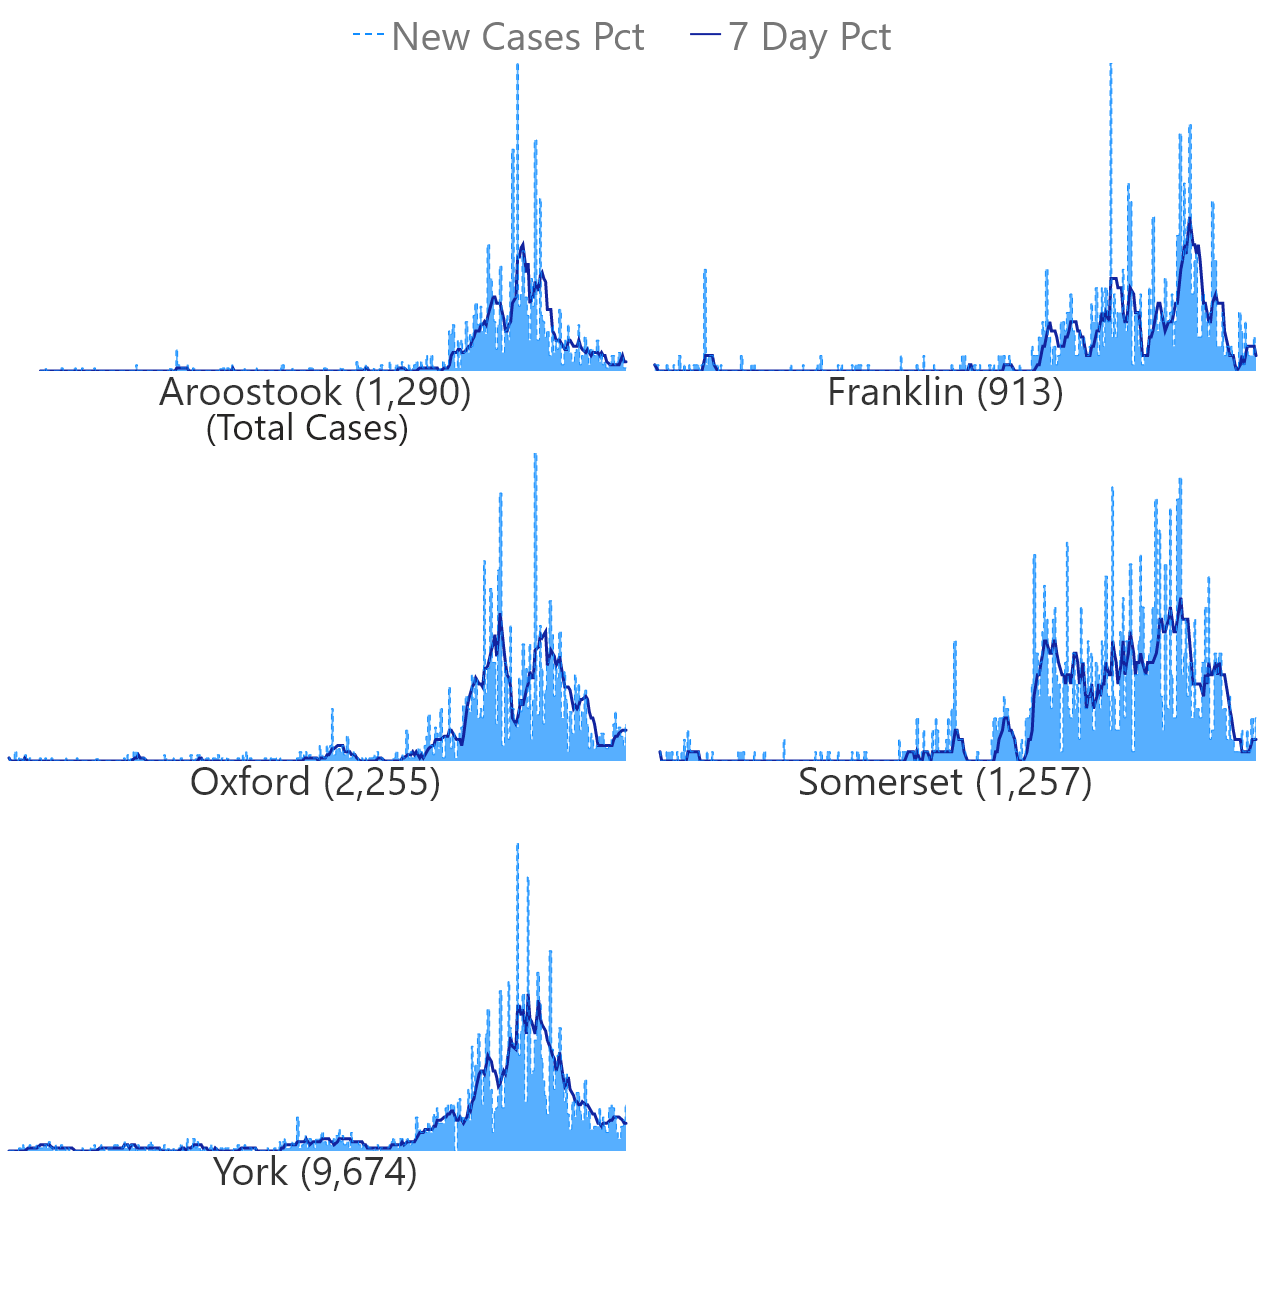 New Cases Pct 7 Day Pct
Aroostook (1,290) Franklin (913)
(Total Cases)
Oxford (2,255) Somerset (1,257)
York (9,674)